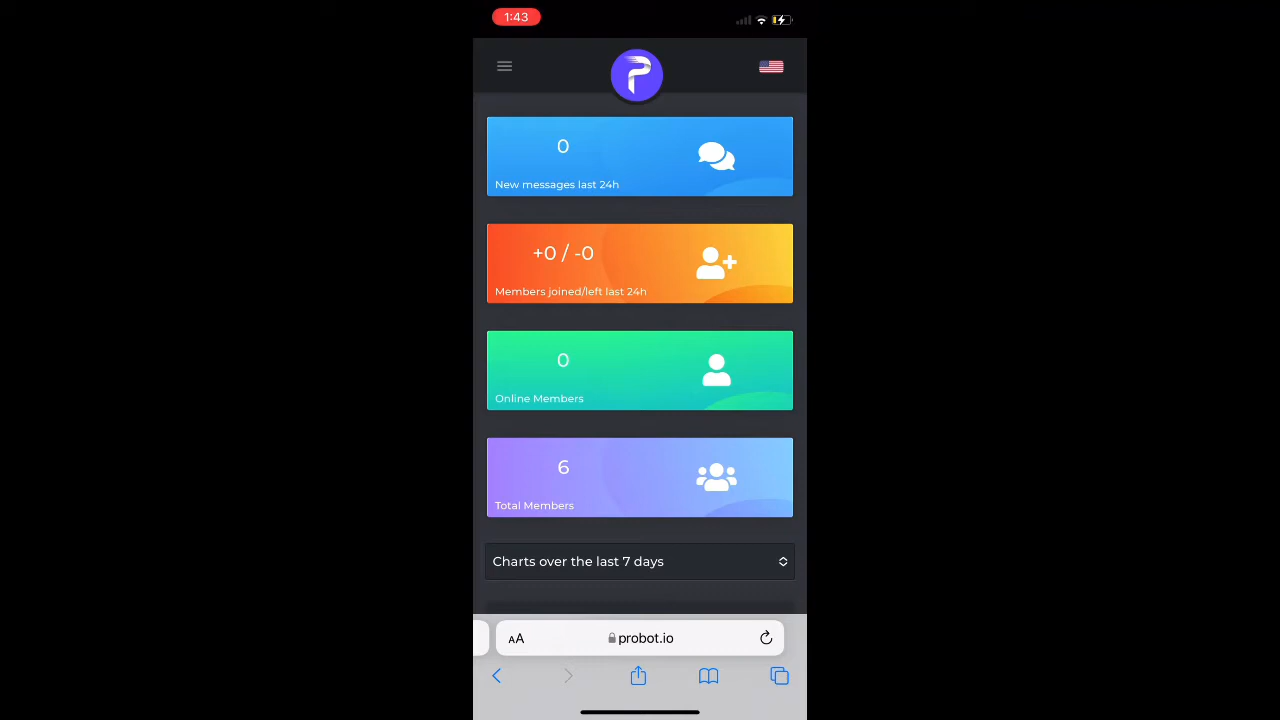 1:43
0
New messages last 24h
+0 / -0
Members joined/left last 24h
0
Online Members
6
Total Members
Charts over the last 7 days
AA
probot.io